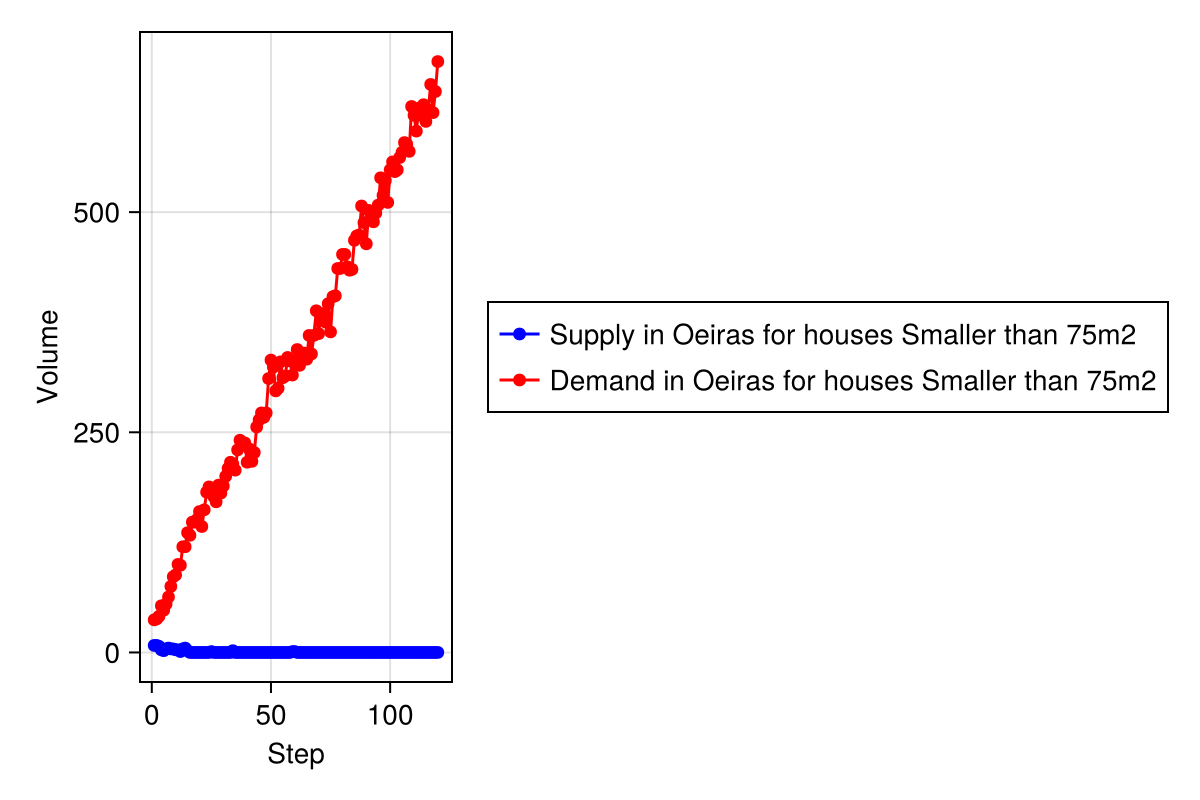 Volume
500
250
0
0 50 100
Step
Supply in Oeiras for houses Smaller than 75m2
Demand in Oeiras for houses Smaller than 75m2